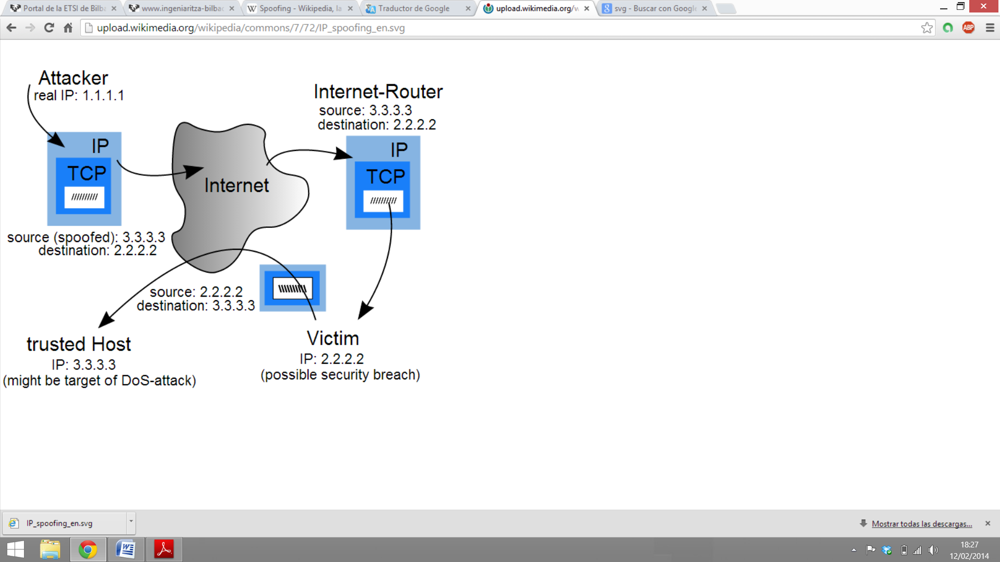 Portal de la ETSI de Bilba
www.ingeniaritza-bilbao
Spoofing - Wikipedia, la
Traductor de Google
upload.wikimedia.org/w
svg - Buscar con Google
upload.wikimedia.org/wikipedia/commons/7/72/IP_spoofing_en.svg
ABP
Attacker
real IP: 1.1.1.1
Internet-Router
source: 3.3.3.3
destination: 2.2.2.2
IP
TCP
//////////
Internet
IP
TCP
//////////
source (spoofed): 3.3.3.3
destination: 2.2.2.2
source: 2.2.2.2
destination: 3.3.3.3
\\\\\\\\\\
trusted Host
IP: 3.3.3.3
(might be target of DoS-attack)
Victim
IP: 2.2.2.2
(possible security breach)
IP_spoofing_en.svg
Mostrar todas las descargas...
18:27
12/02/2014